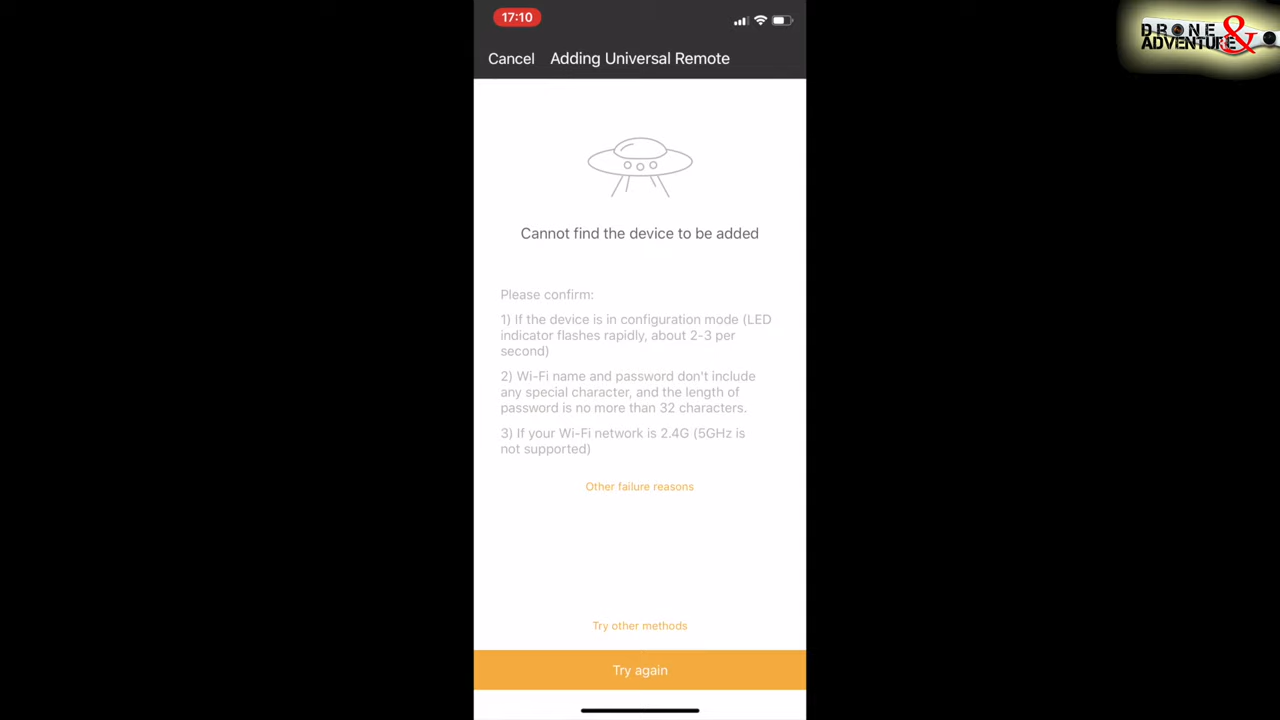 17:10
DRONE &
ADVENTURE
Cancel Adding Universal Remote
Cannot find the device to be added
Please confirm:
1) If the device is in configuration mode (LED
indicator flashes rapidly, about 2-3 per
second)
2) Wi-Fi name and password don't include
any special character, and the length of
password is no more than 32 characters.
3) If your Wi-Fi network is 2.4G (5GHz is
not supported)
Other failure reasons
Try other methods
Try again